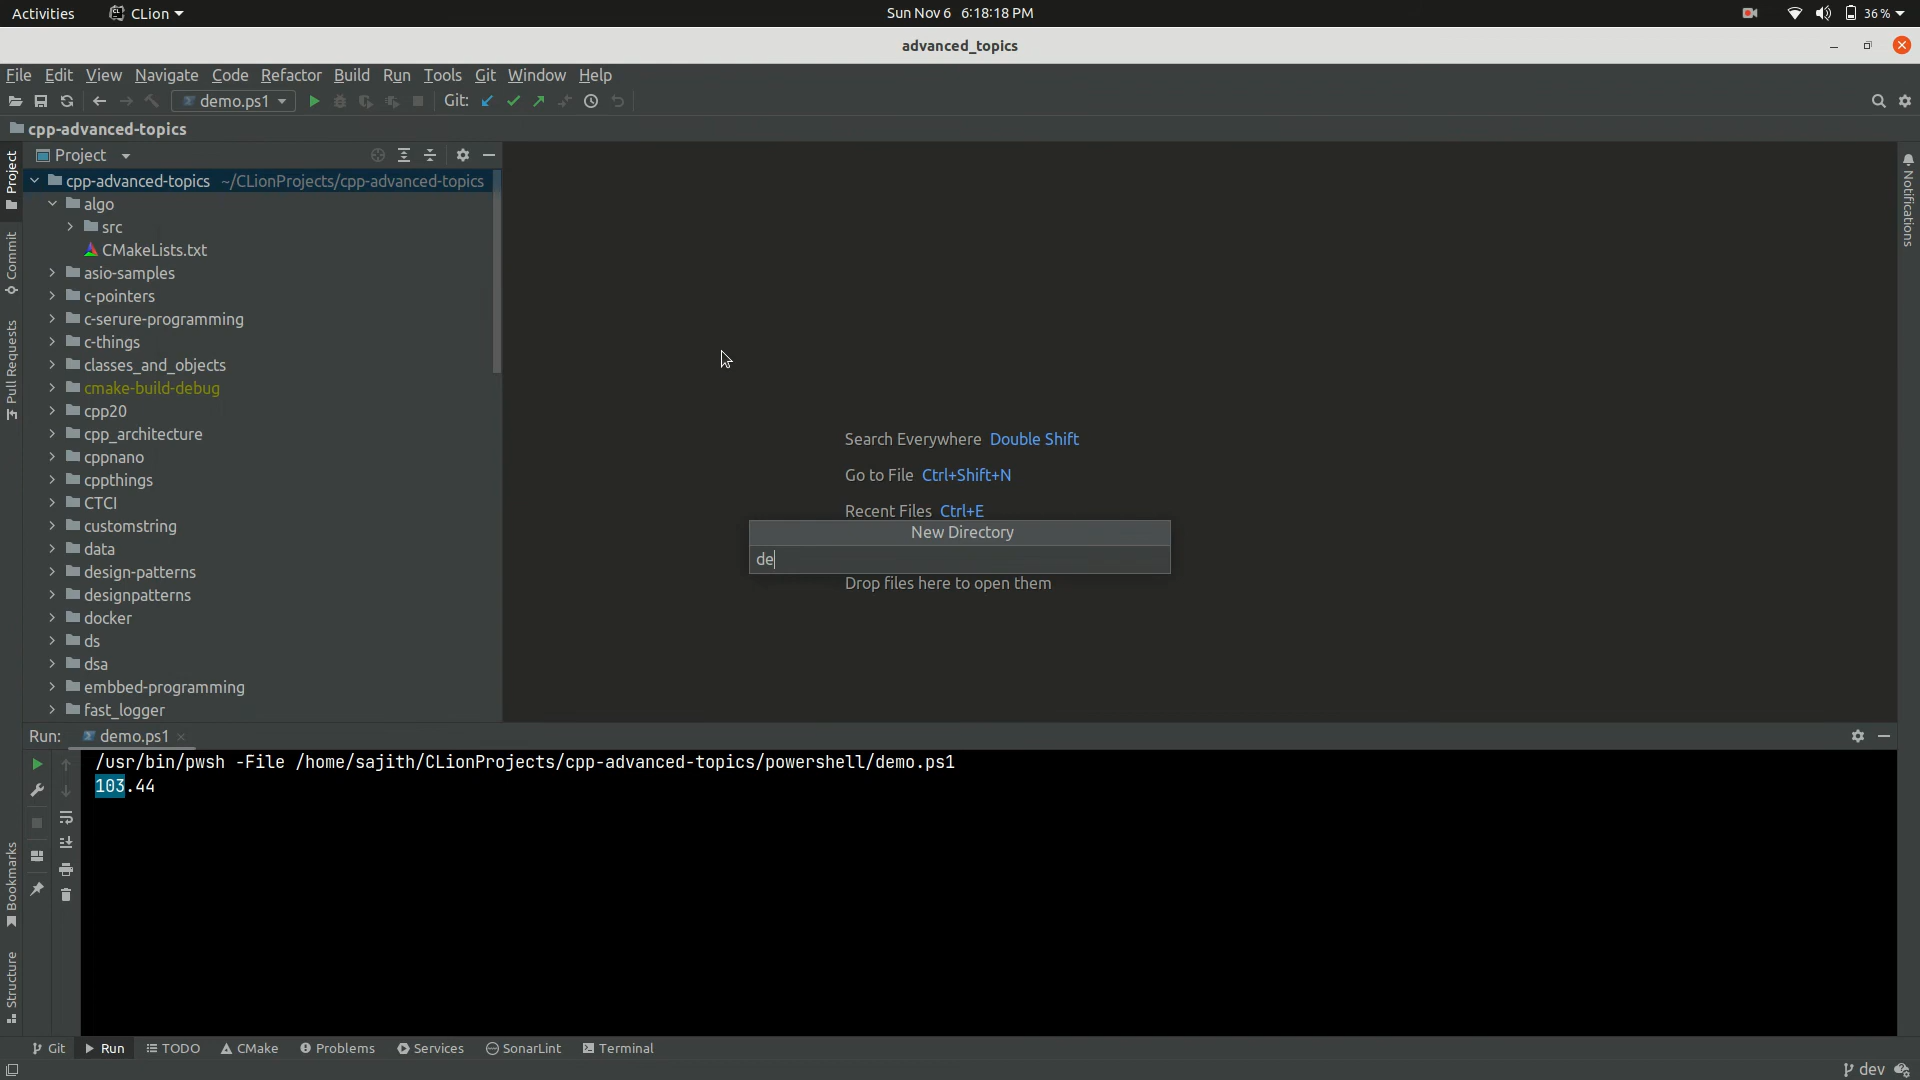 Activities CLion Sun Nov 6 6:18:18 PM 36%
advanced_topics
File Edit View Navigate Code Refactor Build Run Tools Git Window Help
demo.ps1 Git:
cpp-advanced-topics
Project
cpp-advanced-topics ~/CLionProjects/cpp-advanced-topics
algo
src
CMakeLists.txt
asio-samples
c-pointers
c-serure-programming
c-things
classes_and_objects
cmake-build-debug
cpp20
cpp_architecture
cppnano
cppthings
CTCI
customstring
data
design-patterns
designpatterns
docker
ds
dsa
embbed-programming
fast_logger
Project
Commit
Pull Requests
Bookmarks
Structure
Notifications
Search Everywhere Double Shift
Go to File Ctrl+Shift+N
Recent Files Ctrl+E
New Directory
de
Drop files here to open them
Run: demo.ps1
/usr/bin/pwsh -File /home/sajith/CLionProjects/cpp-advanced-topics/powershell/demo.ps1
103.44
Git Run TODO CMake Problems Services SonarLint Terminal
dev